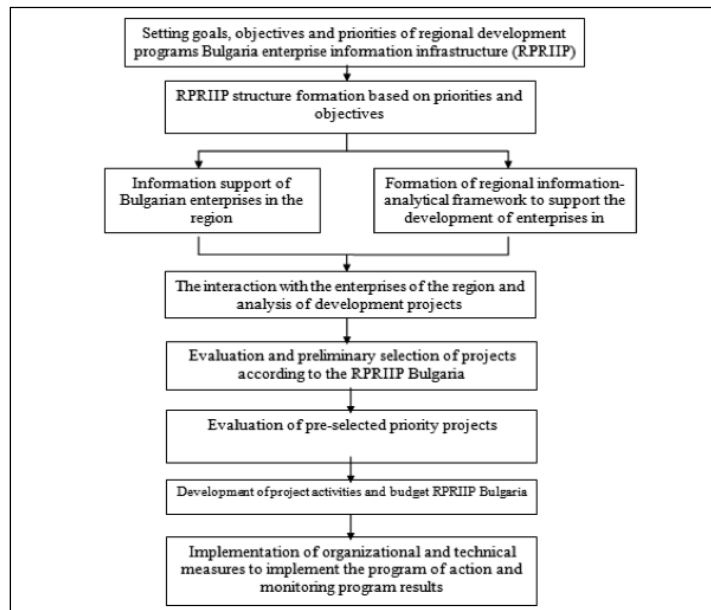 Setting goals, objectives and priorities of regional development
programs Bulgaria enterprise information infrastructure (RPRIIP)
RPRIIP structure formation based on priorities and
objectives
Information support of
Bulgarian enterprises in the
region
Formation of regional information-
analytical framework to support the
development of enterprises in
The interaction with the enterprises of the region and
analysis of development projects
Evaluation and preliminary selection of projects
according to the RPRIIP Bulgaria
Evaluation of pre-selected priority projects
Development of project activities and budget RPRIIP Bulgaria
Implementation of organizational and technical
measures to implement the program of action and
monitoring program results